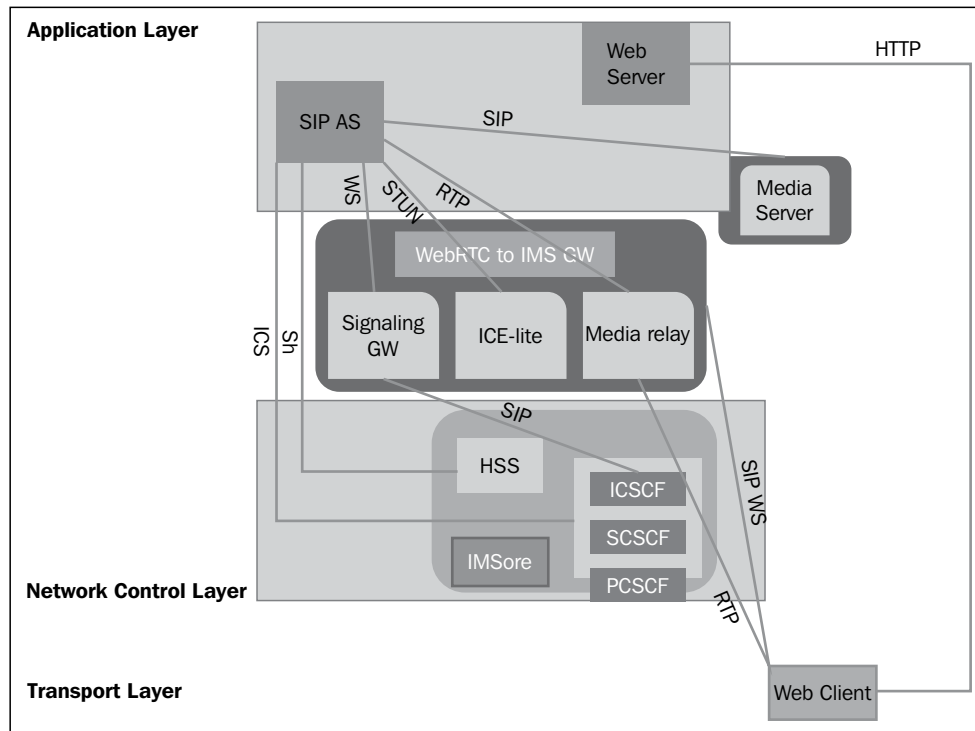 Application Layer
Web
Server
HTTP
SIP AS
SIP
Media
Server
WS
STUN
RTP
WebRTC to IMS GW
Signaling
GW
ICE-lite
Media relay
ICS
Sh
SIP
HSS
ICSCF
SCSCF
PCSCF
IMSore
SIP WS
RTP
Network Control Layer
Transport Layer
Web Client